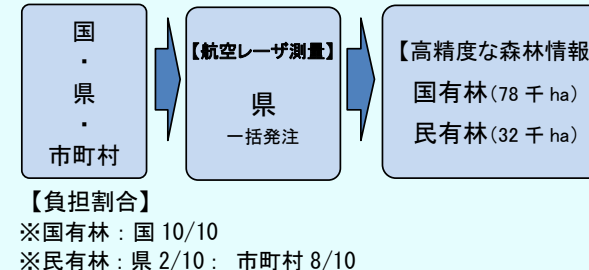 国
・
県
・
市町村
【航空レーザ測量】
県
一括発注
【高精度な森林情報
国有林(78 千 ha)
民有林(32 千 ha)
【負担割合】
※国有林：国 10/10
※民有林：県 2/10： 市町村 8/10